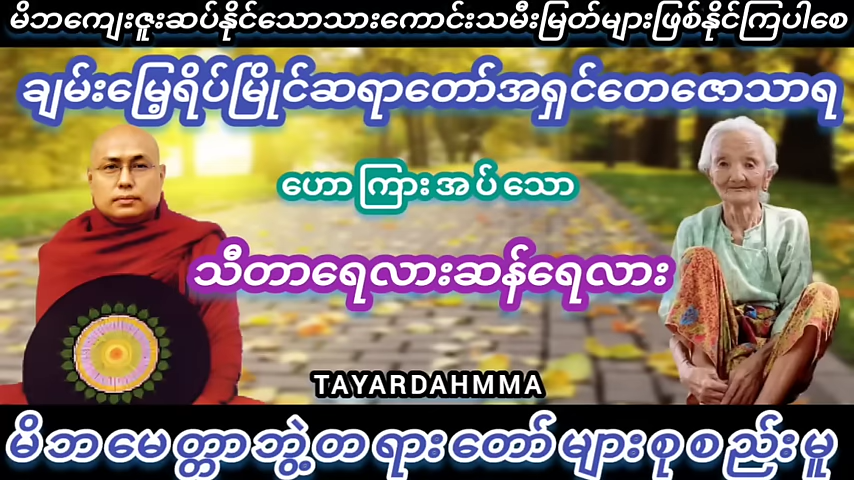 မိဘကျေးဇူးဆပ်နိုင်သောသားကောင်းသမီးမြတ်များဖြစ်နိုင်ကြပါစေ
ချမ်းမြေ့ရိပ်မြိုင်ဆရာတော်အရှင်တေဇောသာရ
ဟောကြားအပ်သော
သီတာရေလားဆန်ရေလား
TAYARDAHMMA
မိဘမေတ္တာဘွဲ့တရားတော်များစုစည်းမူ